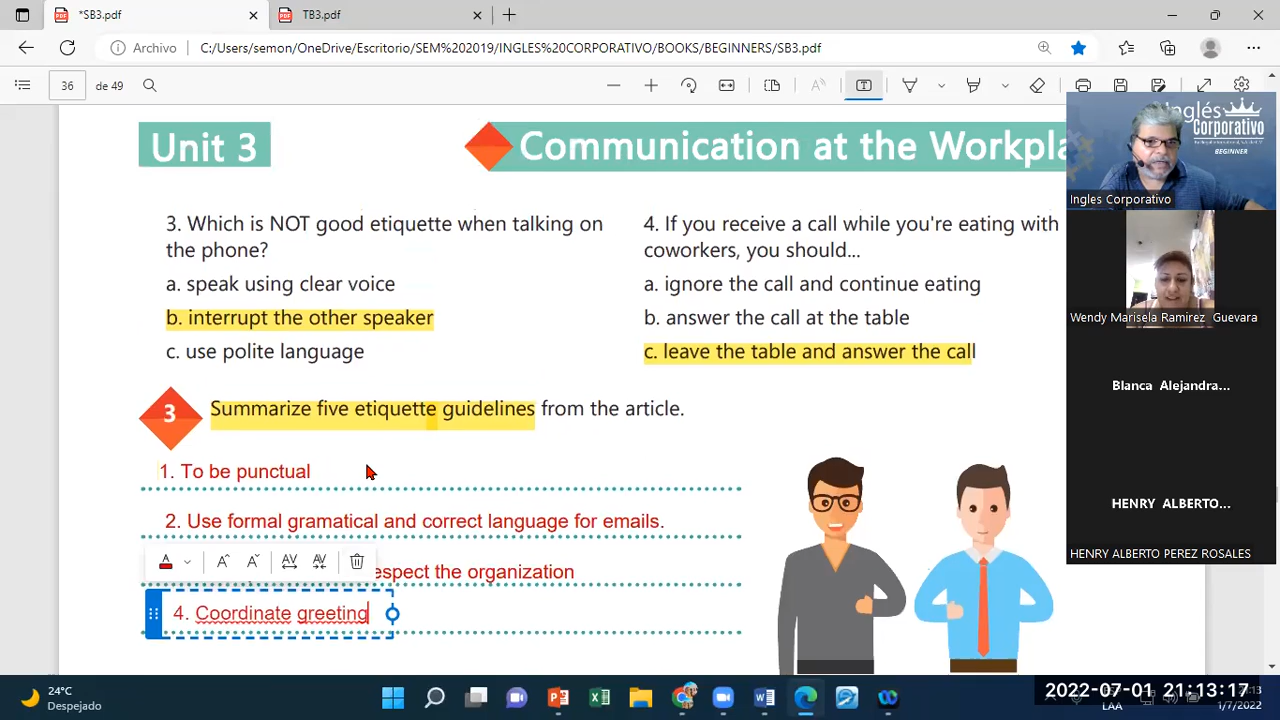 *SB3.pdf
TB3.pdf
Archivo
C:/Users/semon/OneDrive/Escritorio/SEM%202019/INGLES%20CORPORATIVO/BOOKS/BEGINNERS/SB3.pdf
36 de 49
Unit 3
Communication at the Workpla
3. Which is NOT good etiquette when talking on
the phone?
a. speak using clear voice
b. interrupt the other speaker
c. use polite language
4. If you receive a call while you're eating with
coworkers, you should...
a. ignore the call and continue eating
b. answer the call at the table
c. leave the table and answer the call
3
Summarize five etiquette guidelines from the article.
1. To be punctual
2. Use formal gramatical and correct language for emails.
espect the organization
4. Coordinate greeting
Inglés
Corporativo
BEGINNER
Ingles Corporativo
Wendy Marisela Ramirez Guevara
Blanca Alejandra...
HENRY ALBERTO...
HENRY ALBERTO PEREZ ROSALES
24°C
Despejado
2022-07-01 21:13:17
LAA
1/7/2022